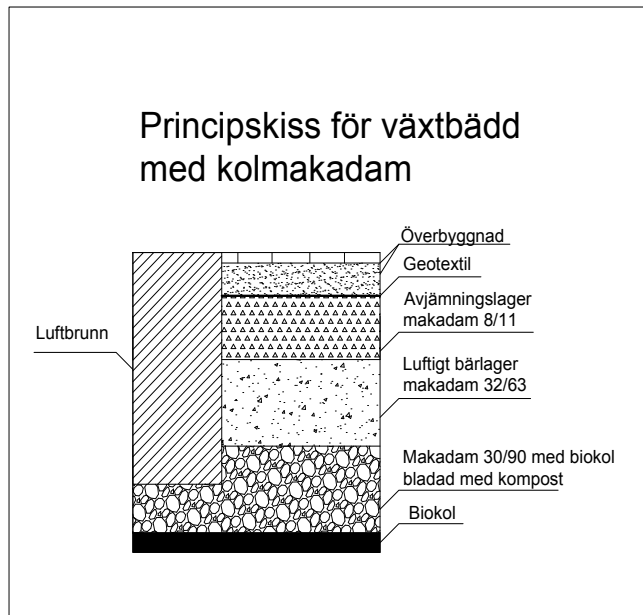 Principskiss för växtbädd
med kolmakadam
Överbyggnad
Geotextil
Avjämningslager
makadam 8/11
Luftbrunn
Luftigt bärlager
makadam 32/63
Makadam 30/90 med biokol
bladad med kompost
Biokol